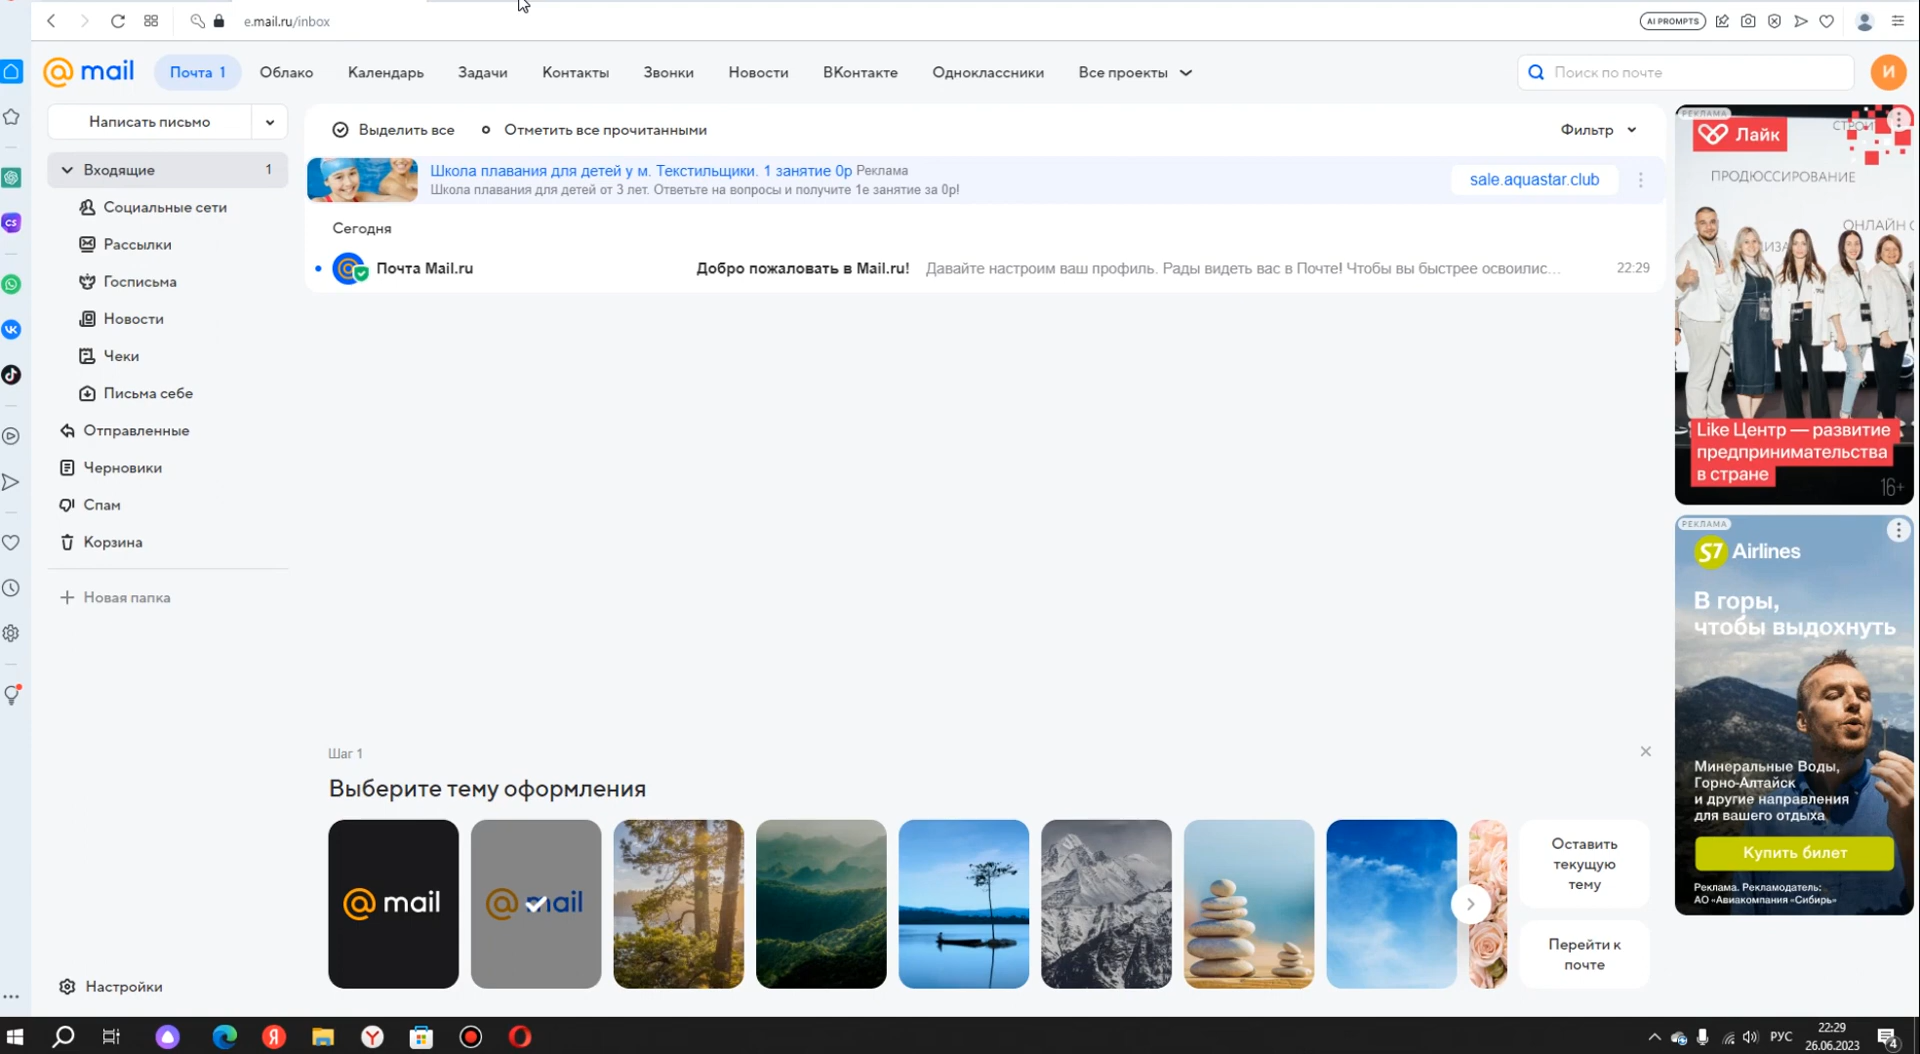 e.mail.ru/inbox
AI PROMPTS
@mail
Почта 1
Облако
Календарь
Задачи
Контакты
Звонки
Новости
ВКонтакте
Одноклассники
Все проекты
Поиск по почте
И
Написать письмо
Входящие 1
Социальные сети
Рассылки
Госписьма
Новости
Чеки
Письма себе
Отправленные
Черновики
Спам
Корзина
Новая папка
Настройки
Выделить все
Отметить все прочитанными
Фильтр
Школа плавания для детей у м. Текстильщики. 1 занятие 0р Реклама
Школа плавания для детей от 3 лет. Ответьте на вопросы и получите 1е занятие за 0р!
sale.aquastar.club
Сегодня
Почта Mail.ru
Добро пожаловать в Mail.ru! Давайте настроим ваш профиль. Рады видеть вас в Почте! Чтобы вы быстрее освоилис...
22:29
Шаг 1
Выберите тему оформления
@mail
@mail
Оставить
текущую
тему
Перейти к
почте
РЕКЛАМА
Лайк
ПРОДЮССИРОВАНИЕ
ОНЛАЙН
Like Центр — развитие
предпринимательства
в стране
16+
РЕКЛАМА
S7 Airlines
В горы,
чтобы выдохнуть
Минеральные Воды,
Горно-Алтайск
и другие направления
для вашего отдыха
Купить билет
Реклама. Рекламодатель:
АО «Авиакомпания «Сибирь»
РУС
22:29
26.06.2023
4